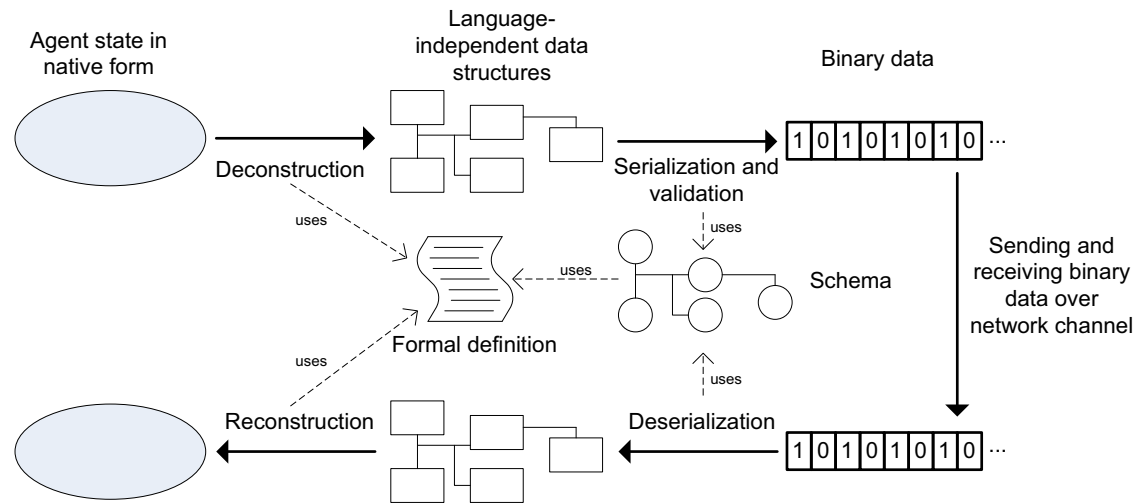 Agent state in
native form
Language-
independent data
structures
Binary data
Deconstruction
Serialization and
validation
1 0 1 0 1 0 1 0 ...
uses
uses
Sending and
receiving binary
data over
network channel
uses
Schema
Formal definition
uses
uses
Reconstruction
Deserialization
1 0 1 0 1 0 1 0 ...